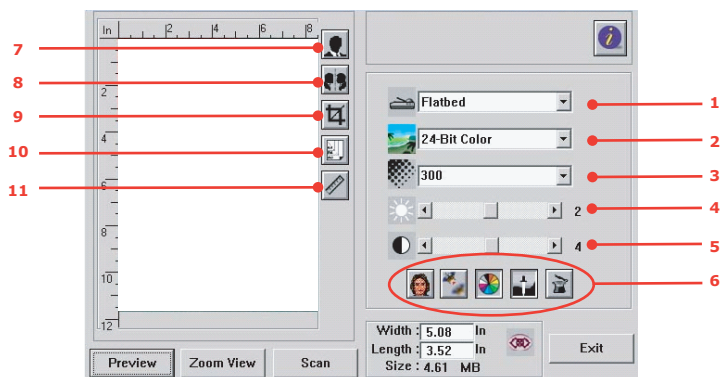 In 2 4 6 8
2
4
6
8
10
12
7
8
9
10
11
Flatbed
24-Bit Color
300
2
4
1
2
3
4
5
6
Width : 5.08 In
Length : 3.52 In
Size : 4.61 MB
Preview Zoom View Scan Exit